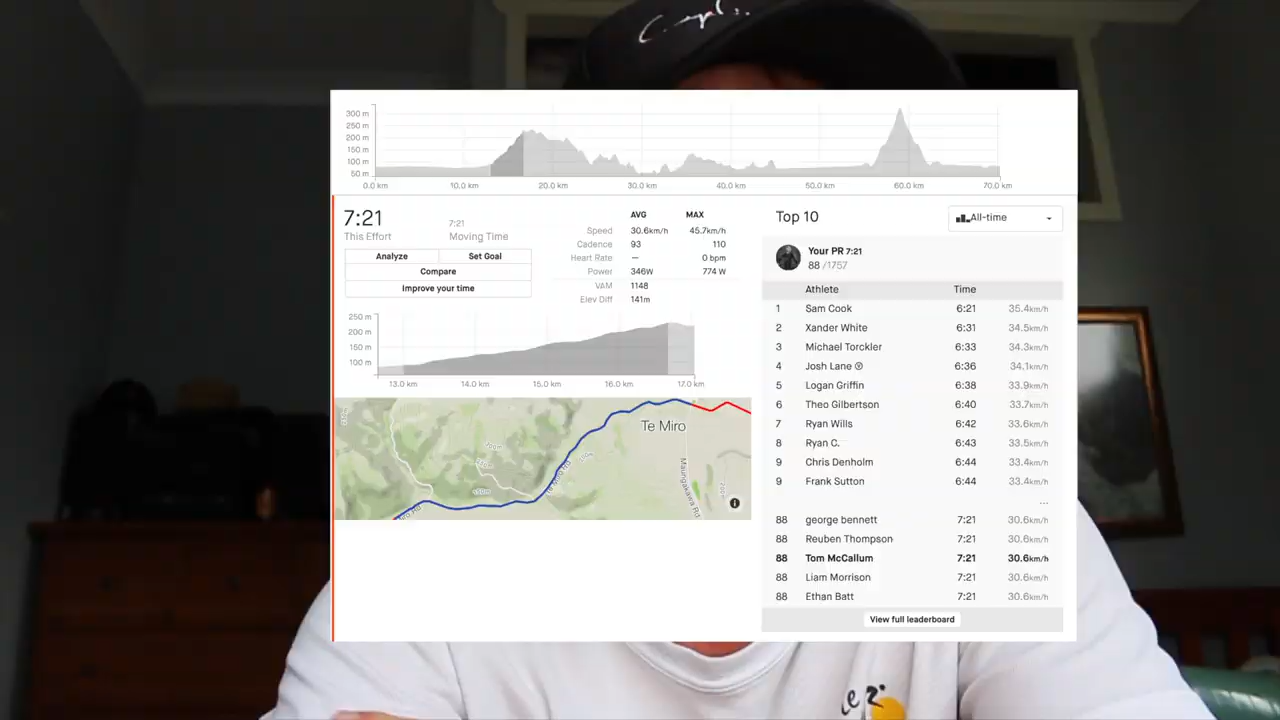 300 m
250 m
200 m
150 m
100 m
50 m
0.0 km 10.0 km 20.0 km 30.0 km 40.0 km 50.0 km 60.0 km 70.0 km
7:21
This Effort
7:21
Moving Time
Analyze Set Goal
Compare
Improve your time
AVG MAX
Speed 30.6km/h 45.7km/h
Cadence 93 110
Heart Rate — 0 bpm
Power 346W 774 W
VAM 1148
Elev Diff 141m
250 m
200 m
150 m
100 m
13.0 km 14.0 km 15.0 km 16.0 km 17.0 km
Te Miro
Te Miro Rd
Maungakawa Rd
Miro Rd
200m
150m
Top 10
All-time
Your PR 7:21
88 /1757
Athlete Time
1 Sam Cook 6:21 35.4km/h
2 Xander White 6:31 34.5km/h
3 Michael Torckler 6:33 34.3km/h
4 Josh Lane 6:36 34.1km/h
5 Logan Griffin 6:38 33.9km/h
6 Theo Gilbertson 6:40 33.7km/h
7 Ryan Wills 6:42 33.6km/h
8 Ryan C. 6:43 33.5km/h
9 Chris Denholm 6:44 33.4km/h
9 Frank Sutton 6:44 33.4km/h
...
88 george bennett 7:21 30.6km/h
88 Reuben Thompson 7:21 30.6km/h
88 Tom McCallum 7:21 30.6km/h
88 Liam Morrison 7:21 30.6km/h
88 Ethan Batt 7:21 30.6km/h
View full leaderboard